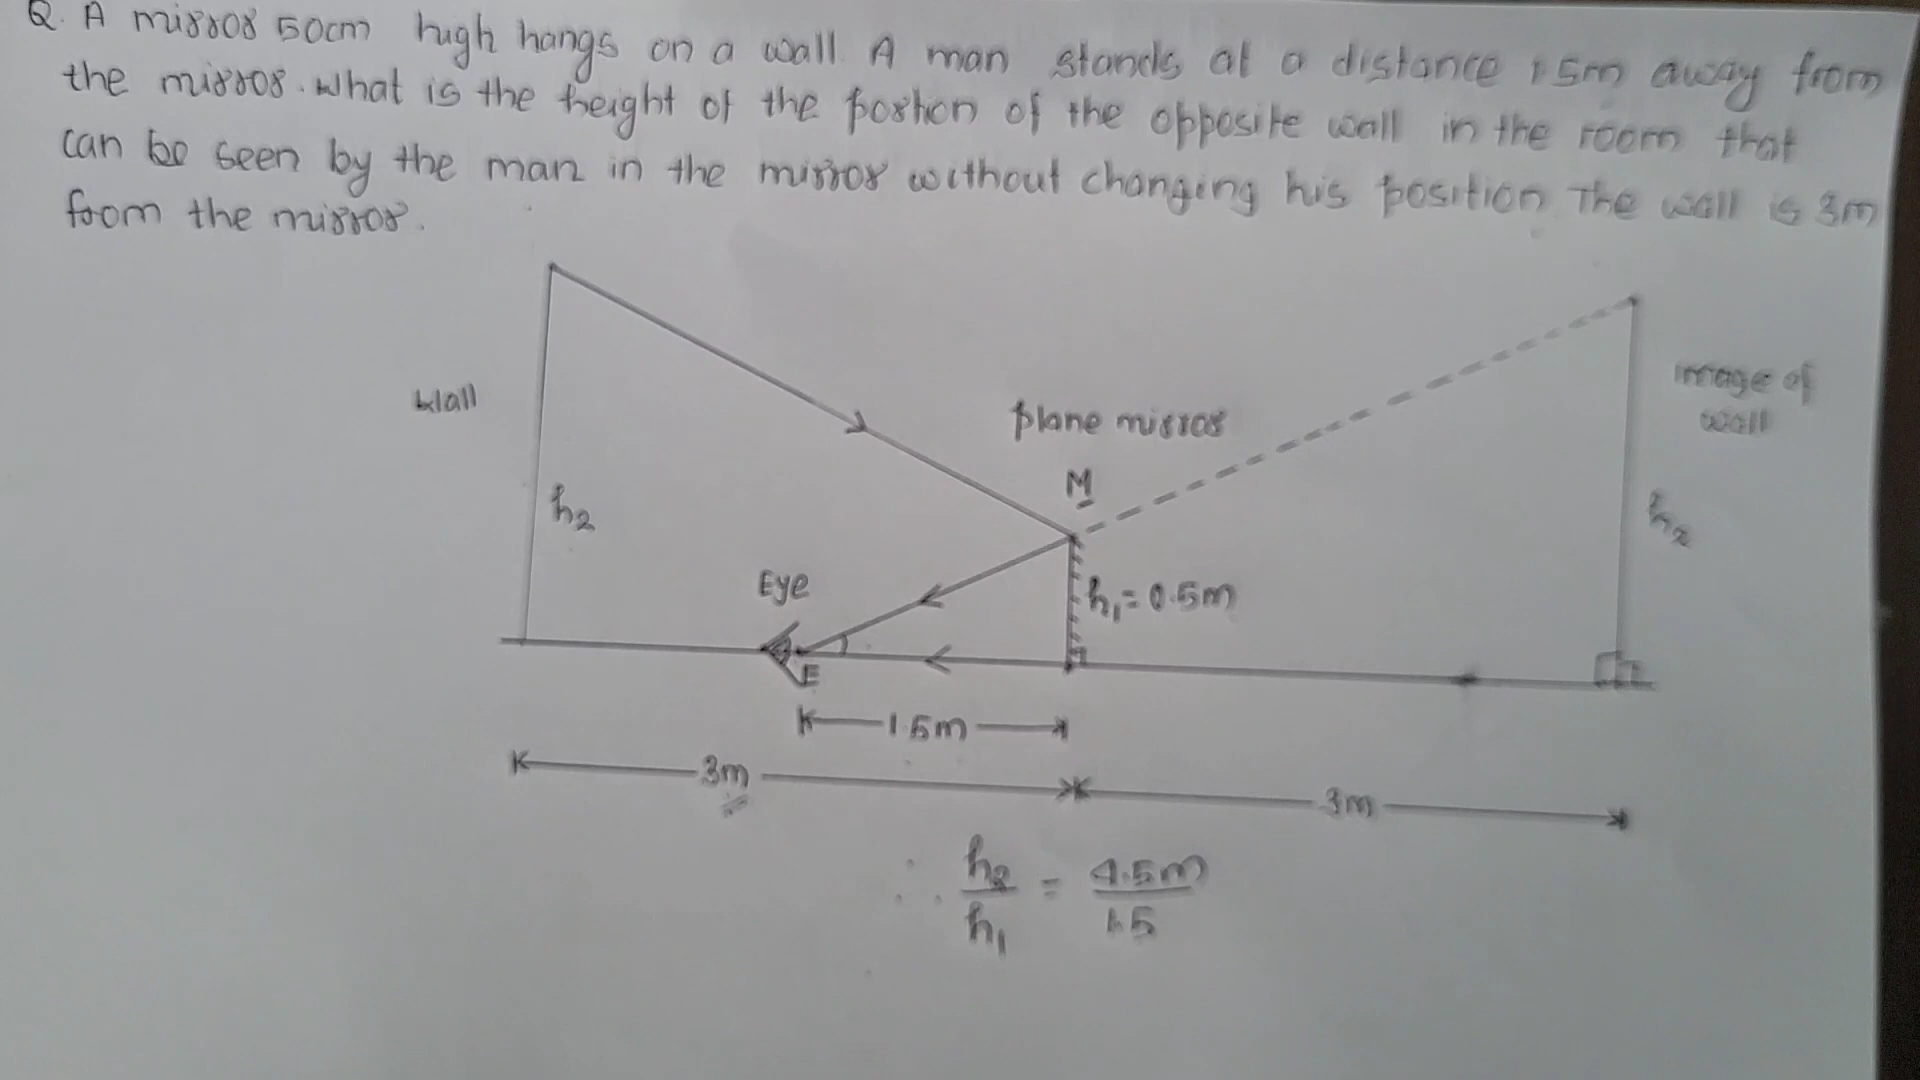 Q. A mirror 50cm high hangs on a wall. A man stands at a distance 1.5m away from
the mirror. What is the height of the portion of the opposite wall in the room that
can be seen by the man in the mirror without changing his position The wall is 3m
from the mirror.
Wall
image of
wall
plane mirror
M
h2
h2
Eye
h1 = 0.5m
E
1.5m
3m
3m
∴ h2/h1 = 4.5m/1.5